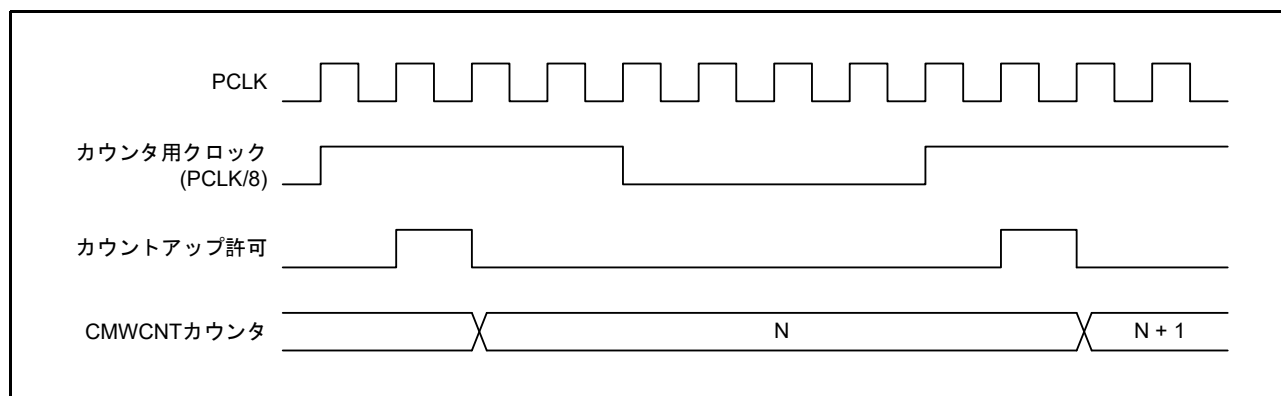 PCLK
カウンタ用クロック
(PCLK/8)
カウントアップ許可
CMWCNTカウンタ
N
N + 1